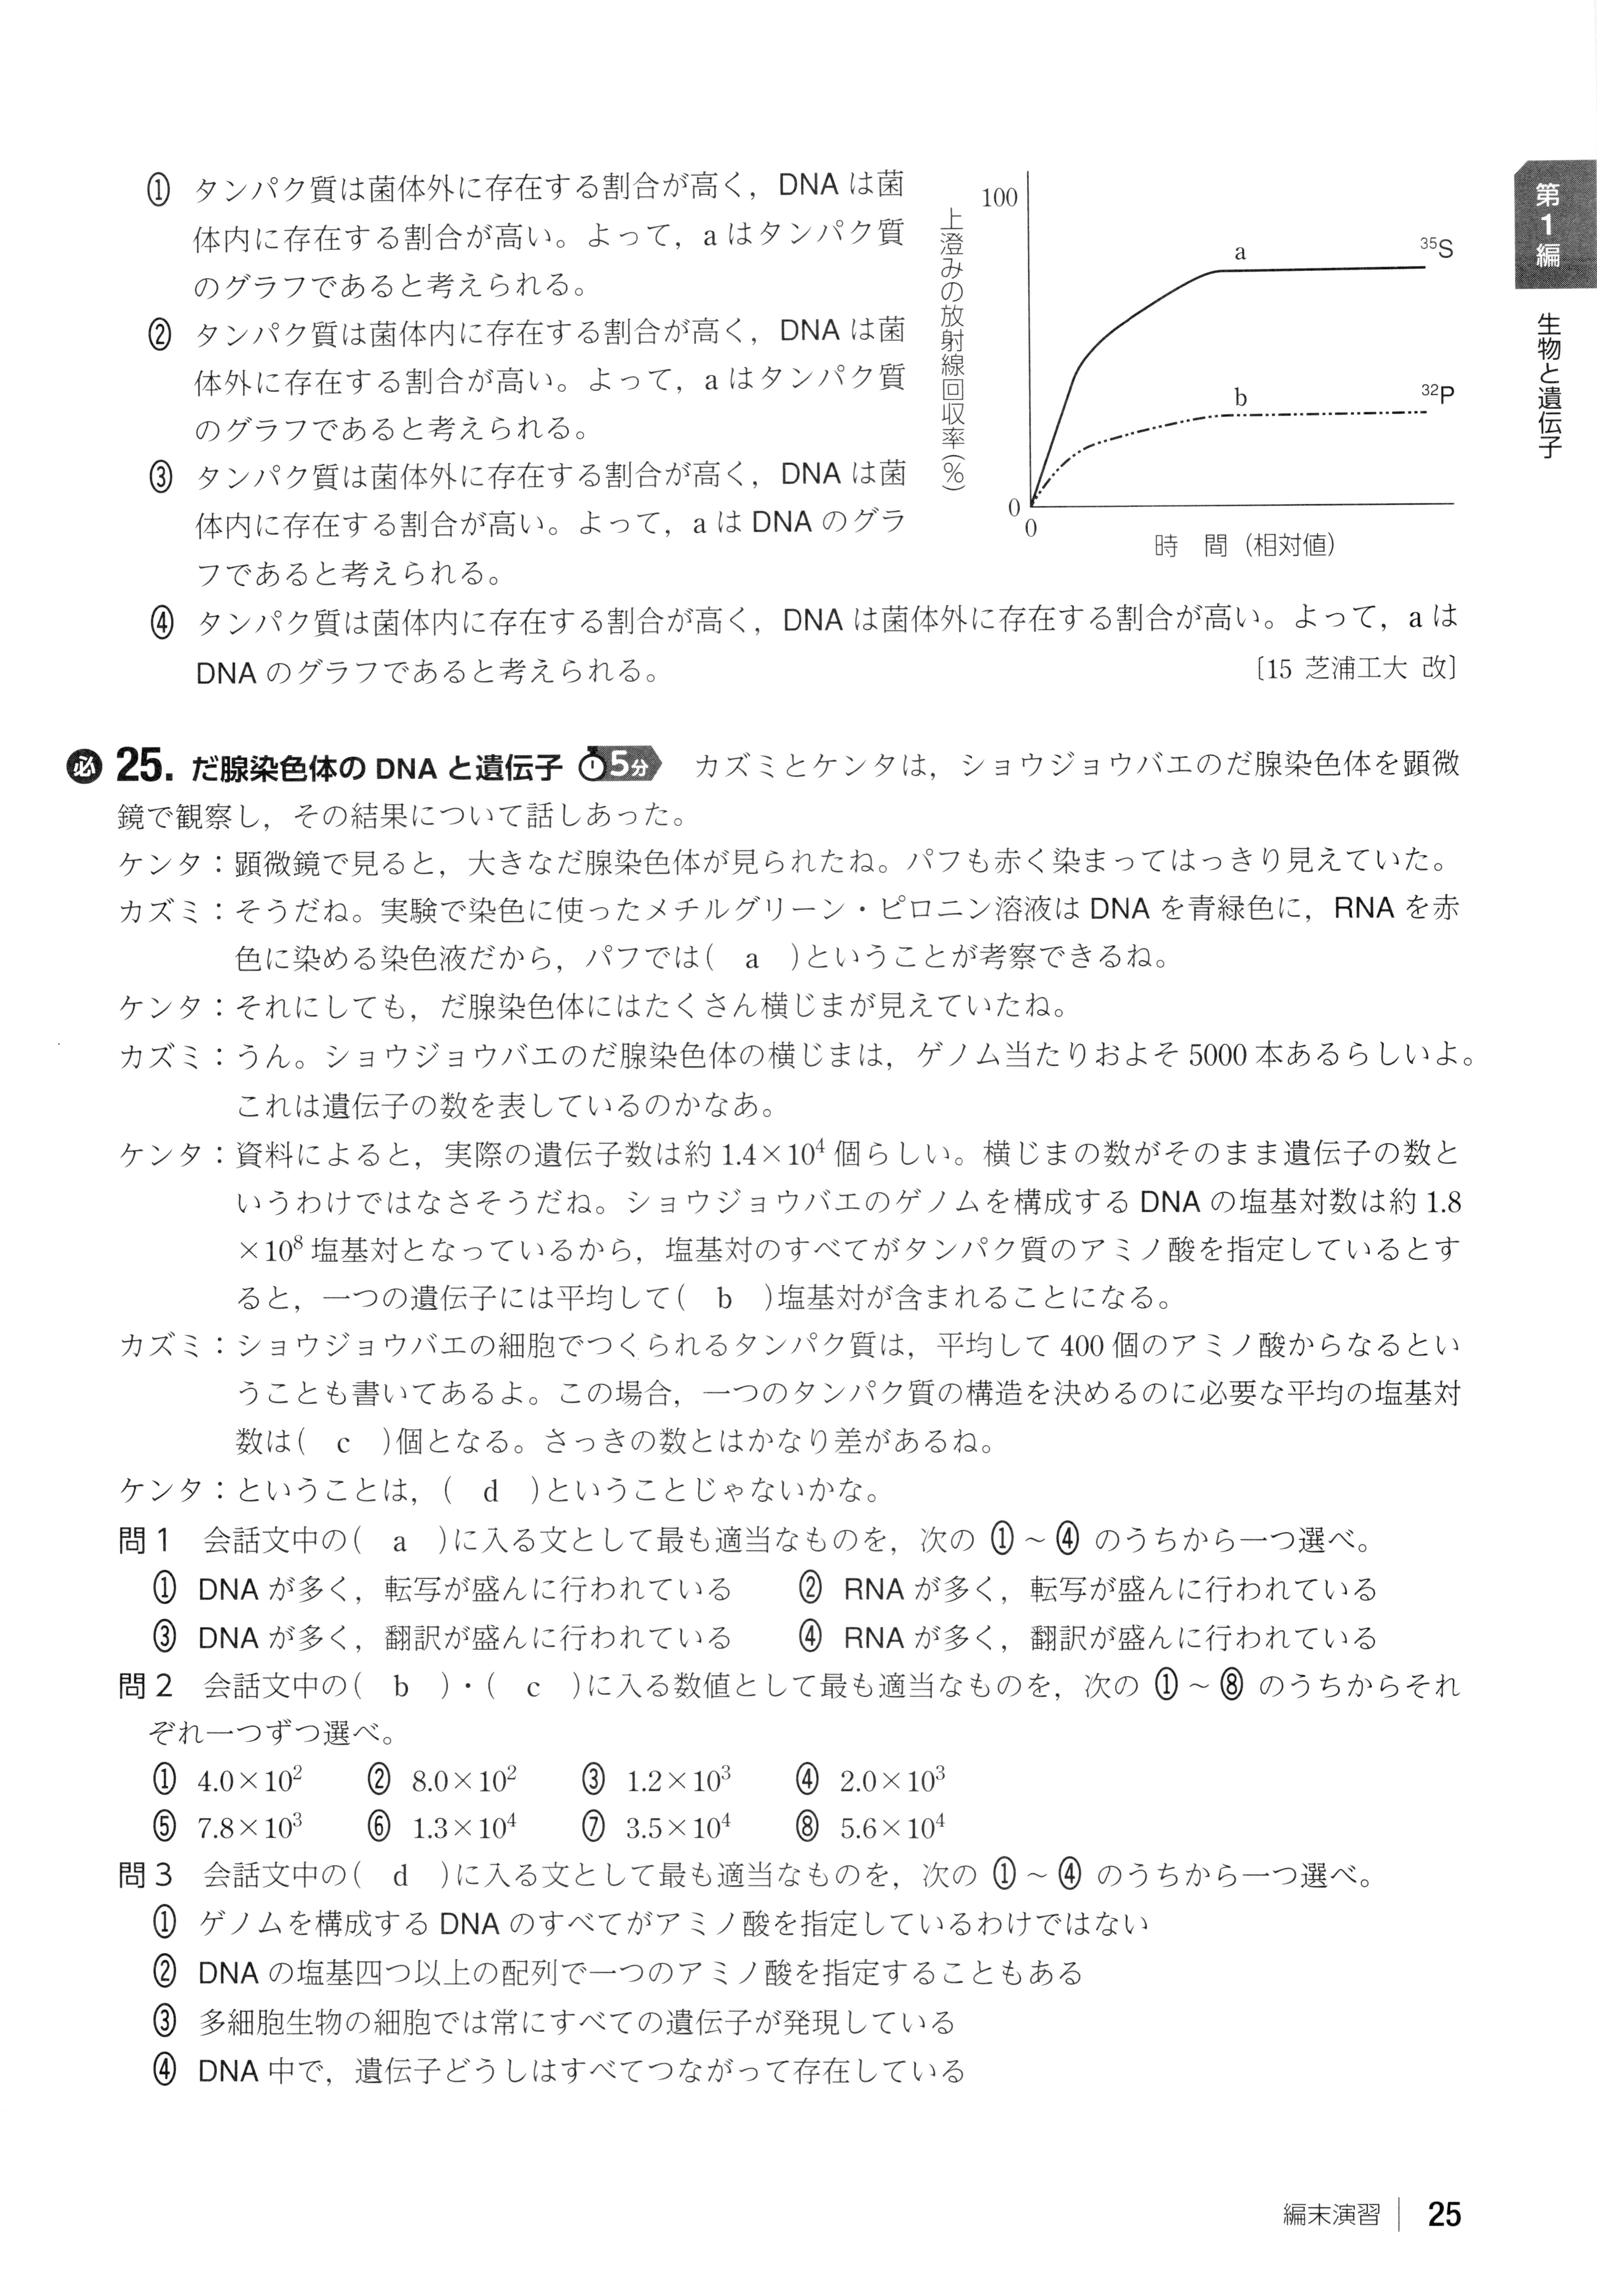 ① タンパク質は菌体外に存在する割合が高く，DNA は菌
体内に存在する割合が高い。よって，a はタンパク質
のグラフであると考えられる。
② タンパク質は菌体内に存在する割合が高く，DNA は菌
体外に存在する割合が高い。よって，a はタンパク質
のグラフであると考えられる。
③ タンパク質は菌体外に存在する割合が高く，DNA は菌
体内に存在する割合が高い。よって，a は DNA のグラ
フであると考えられる。
④ タンパク質は菌体内に存在する割合が高く，DNA は菌体外に存在する割合が高い。よって，a は
DNA のグラフであると考えられる。 〔15 芝浦工大 改〕
上澄みの放射線回収率(%)
100
0
0
a
³⁵S
b
³²P
時 間 (相対値)
第1編
生物と遺伝子
必 25. だ腺染色体の DNA と遺伝子 5分 カズミとケンタは，ショウジョウバエのだ腺染色体を顕微
鏡で観察し，その結果について話しあった。
ケンタ：顕微鏡で見ると，大きなだ腺染色体が見られたね。パフも赤く染まってはっきり見えていた。
カズミ：そうだね。実験で染色に使ったメチルグリーン・ピロニン溶液は DNA を青緑色に，RNA を赤
色に染める染色液だから，パフでは( a )ということが考察できるね。
ケンタ：それにしても，だ腺染色体にはたくさん横じまが見えていたね。
カズミ：うん。ショウジョウバエのだ腺染色体の横じまは，ゲノム当たりおよそ 5000 本あるらしいよ。
これは遺伝子の数を表しているのかなあ。
ケンタ：資料によると，実際の遺伝子数は約 1.4×10⁴ 個らしい。横じまの数がそのまま遺伝子の数と
いうわけではなさそうだね。ショウジョウバエのゲノムを構成する DNA の塩基対数は約 1.8
×10⁸ 塩基対となっているから，塩基対のすべてがタンパク質のアミノ酸を指定しているとす
ると，一つの遺伝子には平均して( b )塩基対が含まれることになる。
カズミ：ショウジョウバエの細胞でつくられるタンパク質は，平均して 400 個のアミノ酸からなるとい
うことも書いてあるよ。この場合，一つのタンパク質の構造を決めるのに必要な平均の塩基対
数は( c )個となる。さっきの数とはかなり差があるね。
ケンタ：ということは，( d )ということじゃないかな。
問1 会話文中の( a )に入る文として最も適当なものを，次の ①～④ のうちから一つ選べ。
① DNA が多く，転写が盛んに行われている ② RNA が多く，転写が盛んに行われている
③ DNA が多く，翻訳が盛んに行われている ④ RNA が多く，翻訳が盛んに行われている
問2 会話文中の( b )・( c )に入る数値として最も適当なものを，次の ①～⑧ のうちからそれ
ぞれ一つずつ選べ。
① 4.0×10² ② 8.0×10² ③ 1.2×10³ ④ 2.0×10³
⑤ 7.8×10³ ⑥ 1.3×10⁴ ⑦ 3.5×10⁴ ⑧ 5.6×10⁴
問3 会話文中の( d )に入る文として最も適当なものを，次の ①～④ のうちから一つ選べ。
① ゲノムを構成する DNA のすべてがアミノ酸を指定しているわけではない
② DNA の塩基四つ以上の配列で一つのアミノ酸を指定することもある
③ 多細胞生物の細胞では常にすべての遺伝子が発現している
④ DNA 中で，遺伝子どうしはすべてつながって存在している
編末演習 25